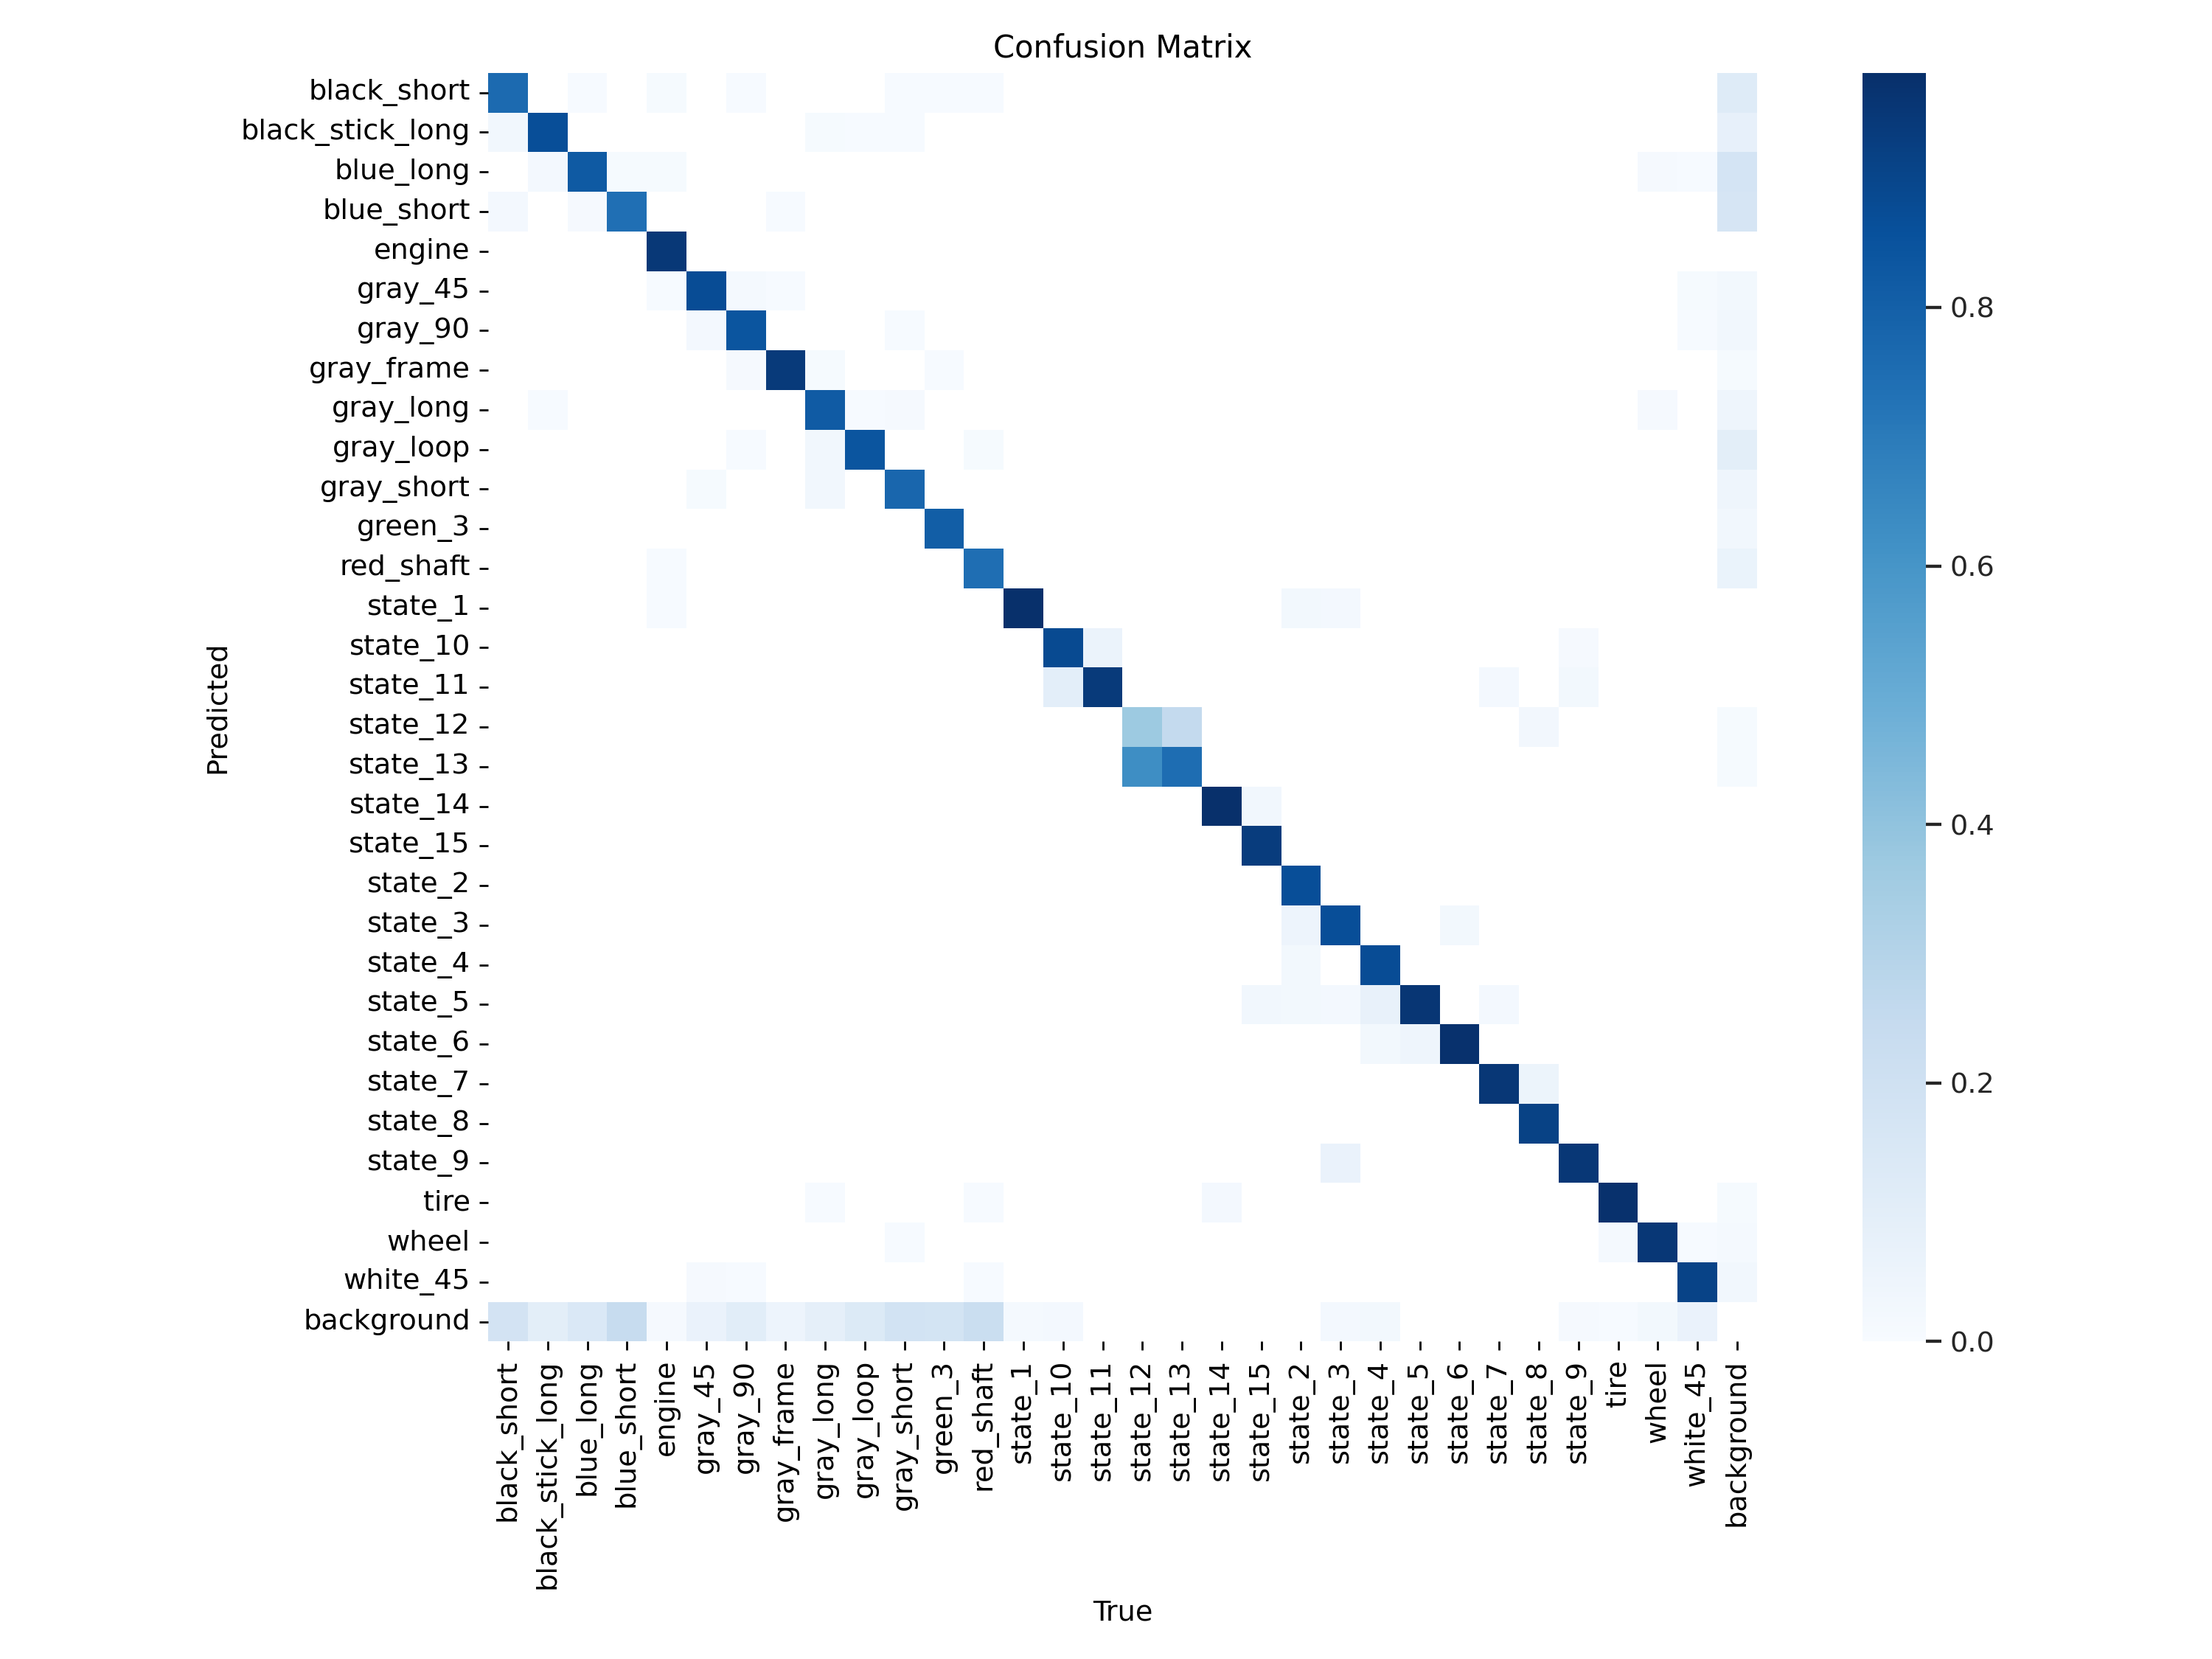 Confusion Matrix
black_short
black_stick_long
blue_long
blue_short
engine
gray_45
gray_90
gray_frame
gray_long
gray_loop
gray_short
green_3
red_shaft
state_1
state_10
state_11
state_12
state_13
state_14
state_15
state_2
state_3
state_4
state_5
state_6
state_7
state_8
state_9
tire
wheel
white_45
background
Predicted
black_short
black_stick_long
blue_long
blue_short
engine
gray_45
gray_90
gray_frame
gray_long
gray_loop
gray_short
green_3
red_shaft
state_1
state_10
state_11
state_12
state_13
state_14
state_15
state_2
state_3
state_4
state_5
state_6
state_7
state_8
state_9
tire
wheel
white_45
background
True
0.8
0.6
0.4
0.2
0.0